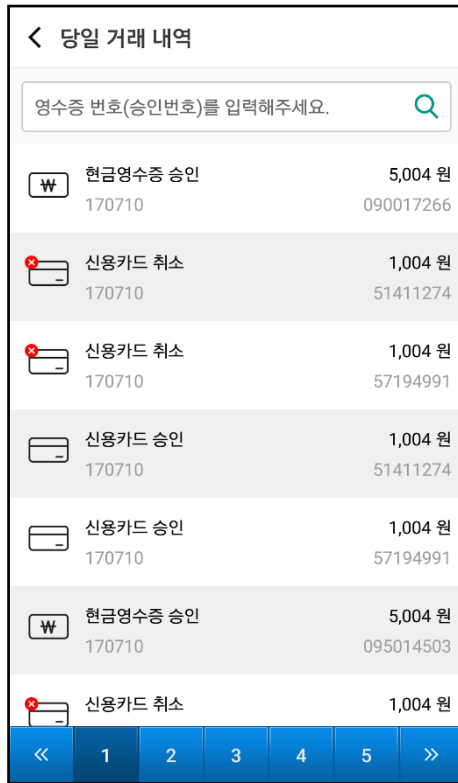 당일 거래 내역
영수증 번호(승인번호)를 입력해주세요.
현금영수증 승인 5,004 원
170710 090017266
신용카드 취소 1,004 원
170710 51411274
신용카드 취소 1,004 원
170710 57194991
신용카드 승인 1,004 원
170710 51411274
신용카드 승인 1,004 원
170710 57194991
현금영수증 승인 5,004 원
170710 095014503
신용카드 취소 1,004 원
« 1 2 3 4 5 »